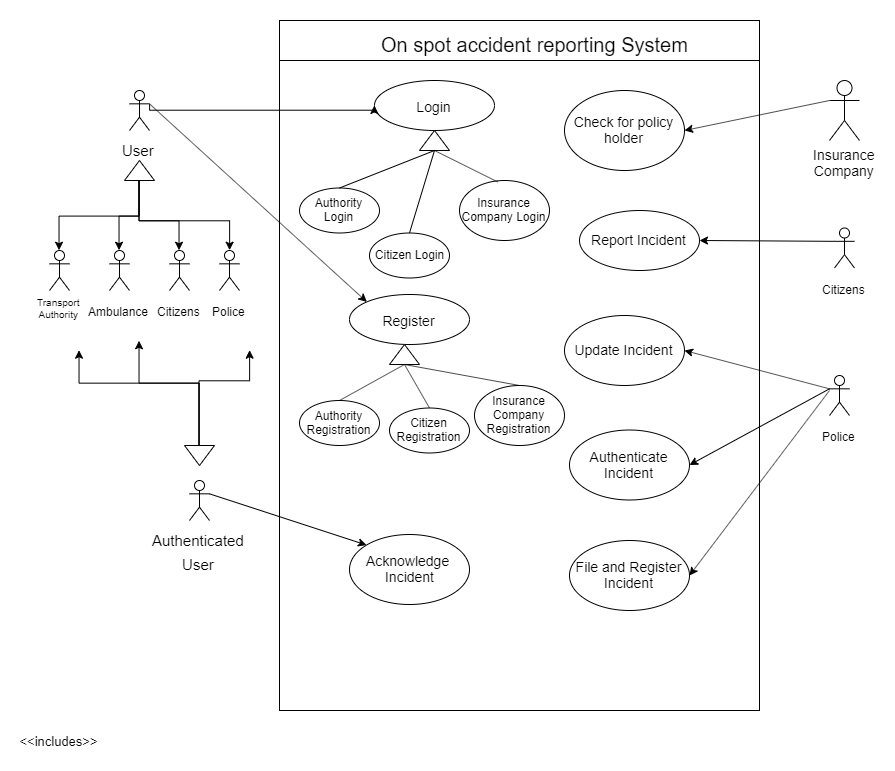 On spot accident reporting System
User
Login
Check for policy
holder
Insurance
Company
Authority
Login
Insurance
Company Login
Citizen Login
Report Incident
Citizens
Transport
Authority
Ambulance
Citizens
Police
Register
Update Incident
Authority
Registration
Citizen
Registration
Insurance
Company
Registration
Police
Authenticate
Incident
Authenticated
User
Acknowledge
Incident
File and Register
Incident
<<includes>>